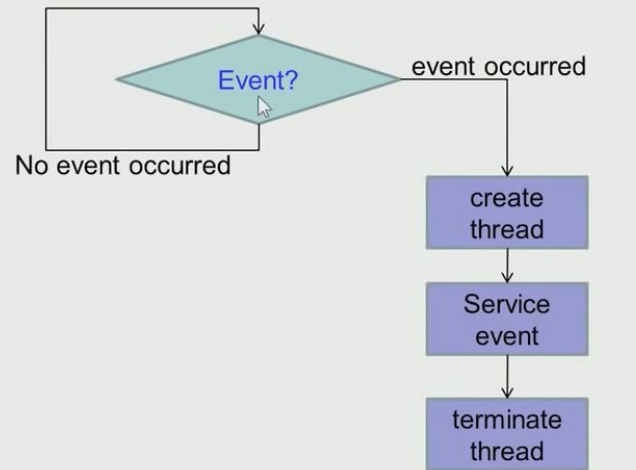 Event?
event occurred
No event occurred
create
thread
Service
event
terminate
thread